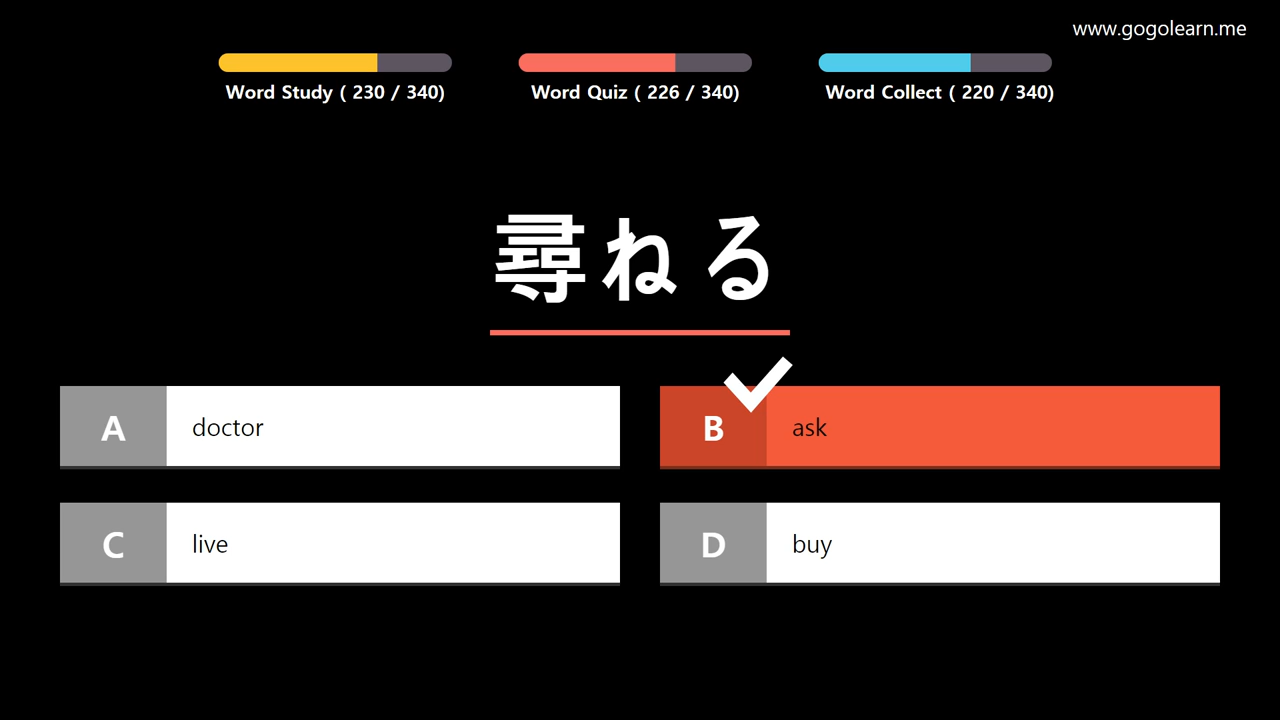 www.gogolearn.me
Word Study ( 230 / 340)
Word Quiz ( 226 / 340)
Word Collect ( 220 / 340)
尋ねる
A doctor
B ask
C live
D buy